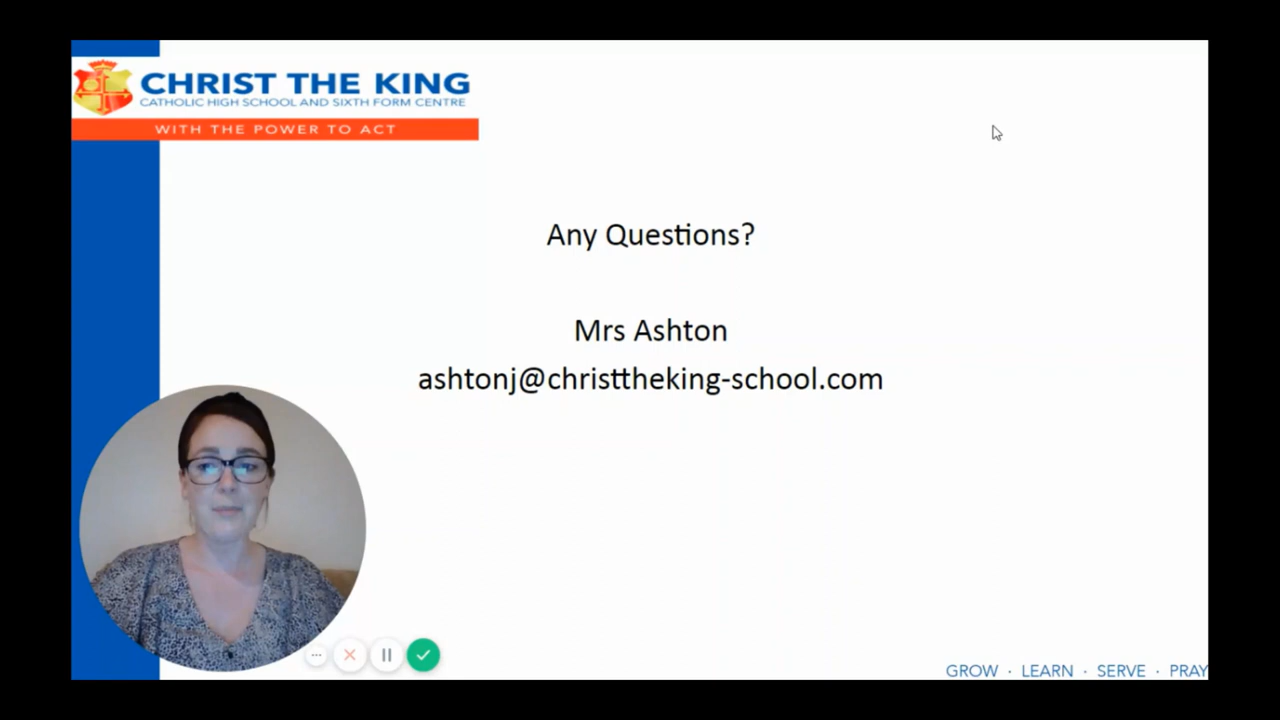 CHRIST THE KING
CATHOLIC HIGH SCHOOL AND SIXTH FORM CENTRE
WITH THE POWER TO ACT
Any Questions?
Mrs Ashton
ashtonj@christtheking-school.com
GROW · LEARN · SERVE · PRAY